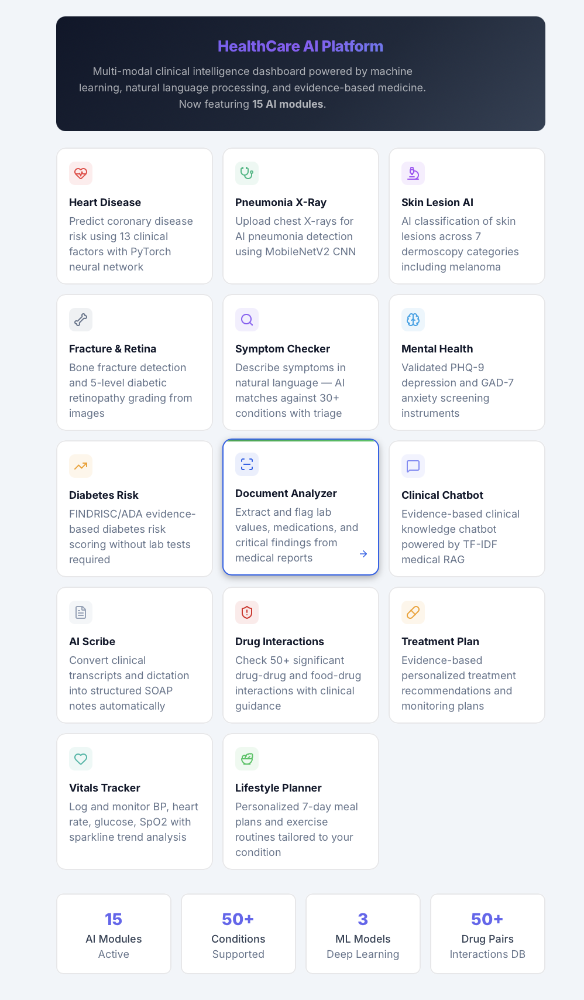 HealthCare AI Platform
Multi-modal clinical intelligence dashboard powered by machine
learning, natural language processing, and evidence-based medicine.
Now featuring 15 AI modules.
Heart Disease
Predict coronary disease
risk using 13 clinical
factors with PyTorch
neural network
Pneumonia X-Ray
Upload chest X-rays for
AI pneumonia detection
using MobileNetV2 CNN
Skin Lesion AI
AI classification of skin
lesions across 7
dermoscopy categories
including melanoma
Fracture & Retina
Bone fracture detection
and 5-level diabetic
retinopathy grading from
images
Symptom Checker
Describe symptoms in
natural language — AI
matches against 30+
conditions with triage
Mental Health
Validated PHQ-9
depression and GAD-7
anxiety screening
instruments
Diabetes Risk
FINDRISC/ADA evidence-
based diabetes risk
scoring without lab tests
required
Document Analyzer
Extract and flag lab
values, medications, and
critical findings from
medical reports
Clinical Chatbot
Evidence-based clinical
knowledge chatbot
powered by TF-IDF
medical RAG
AI Scribe
Convert clinical
transcripts and dictation
into structured SOAP
notes automatically
Drug Interactions
Check 50+ significant
drug-drug and food-drug
interactions with clinical
guidance
Treatment Plan
Evidence-based
personalized treatment
recommendations and
monitoring plans
Vitals Tracker
Log and monitor BP, heart
rate, glucose, SpO2 with
sparkline trend analysis
Lifestyle Planner
Personalized 7-day meal
plans and exercise
routines tailored to your
condition
15
AI Modules
Active
50+
Conditions
Supported
3
ML Models
Deep Learning
50+
Drug Pairs
Interactions DB